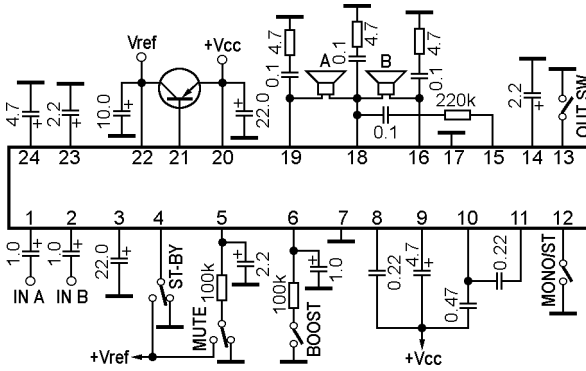 Vref
+Vcc
4.7
0.1
4.7
0.1
4.7
0.1
A
B
4.7
2.2
10.0
22.0
0.1
220k
2.2
OUT SW
24
23
22
21
20
19
18
16
17
15
14
13
1
2
3
4
5
6
7
8
9
10
11
12
1.0
1.0
22.0
ST-BY
100k
2.2
100k
1.0
0.22
4.7
0.47
0.22
MONO/ST
IN A
IN B
MUTE
BOOST
+Vref
+Vcc